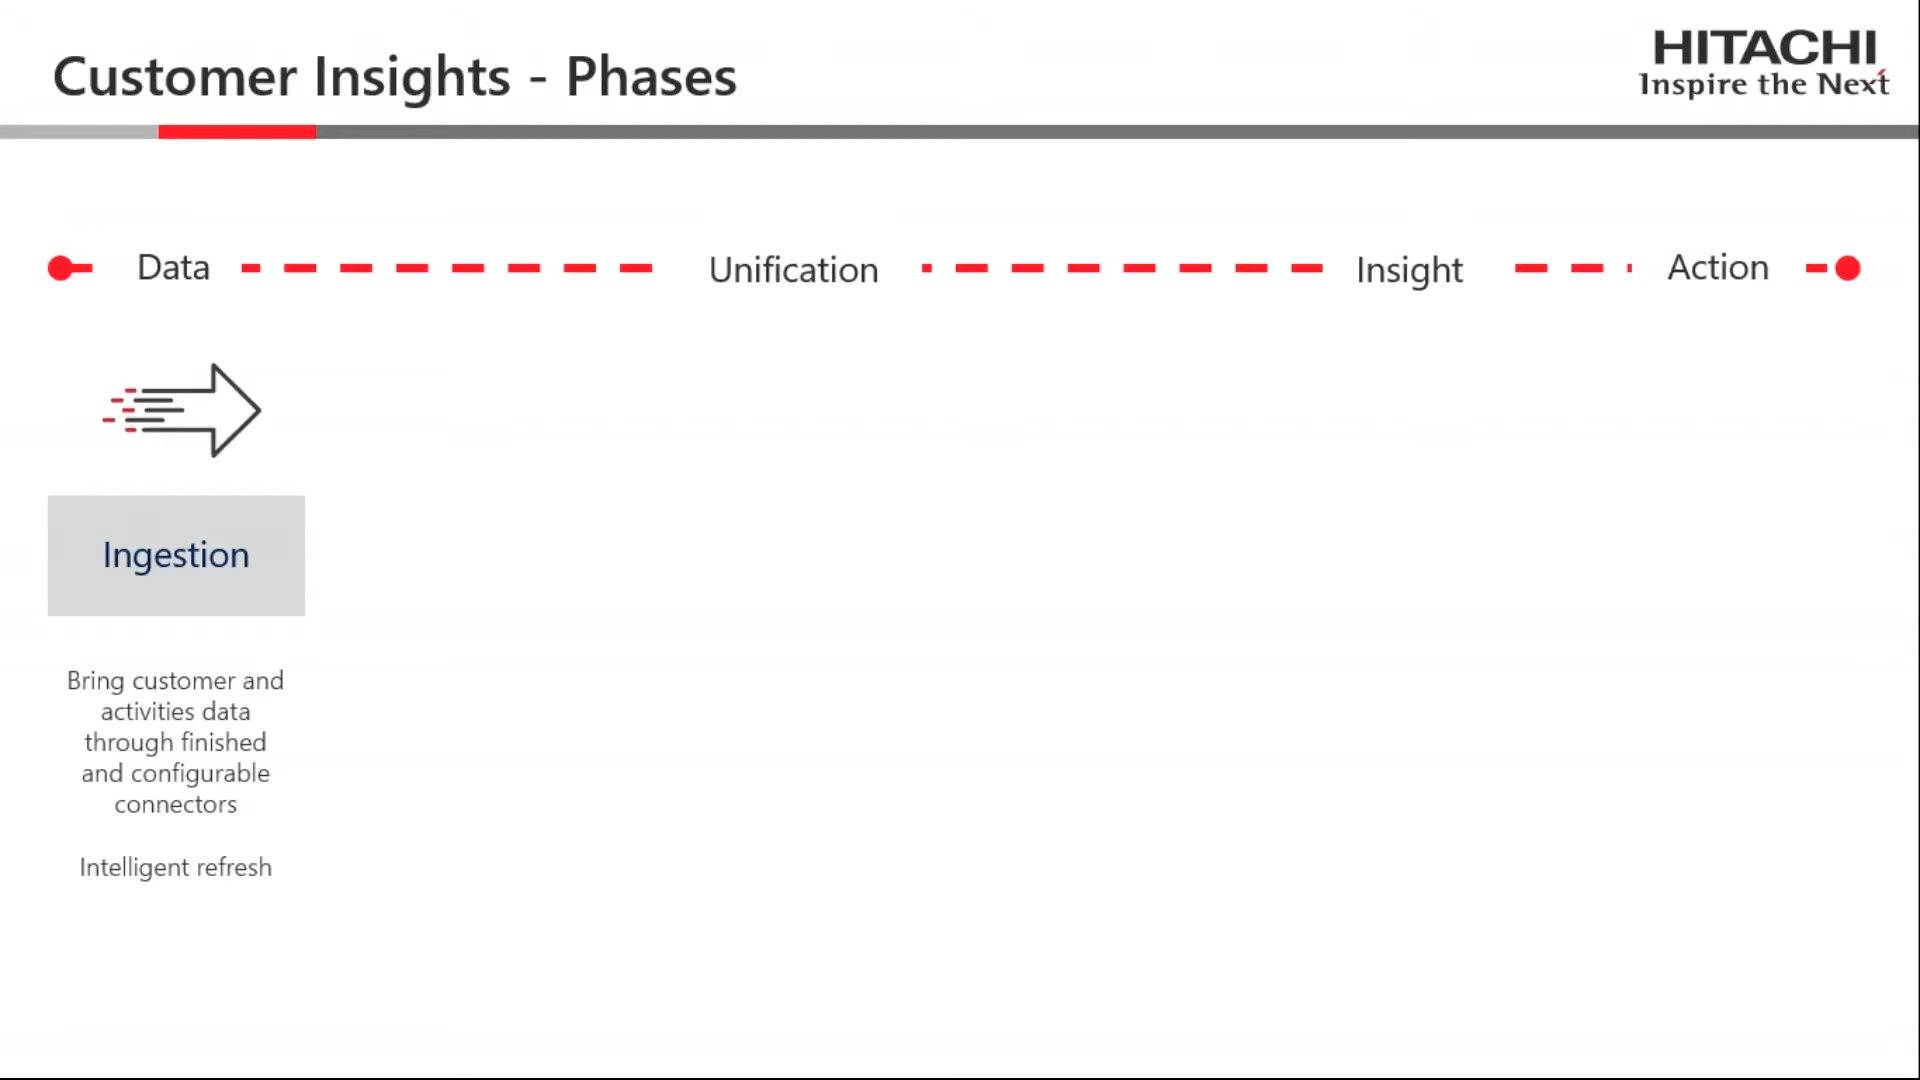 Customer Insights - Phases
HITACHI
Inspire the Next
Data
Unification
Insight
Action
Ingestion
Bring customer and
activities data
through finished
and configurable
connectors
Intelligent refresh